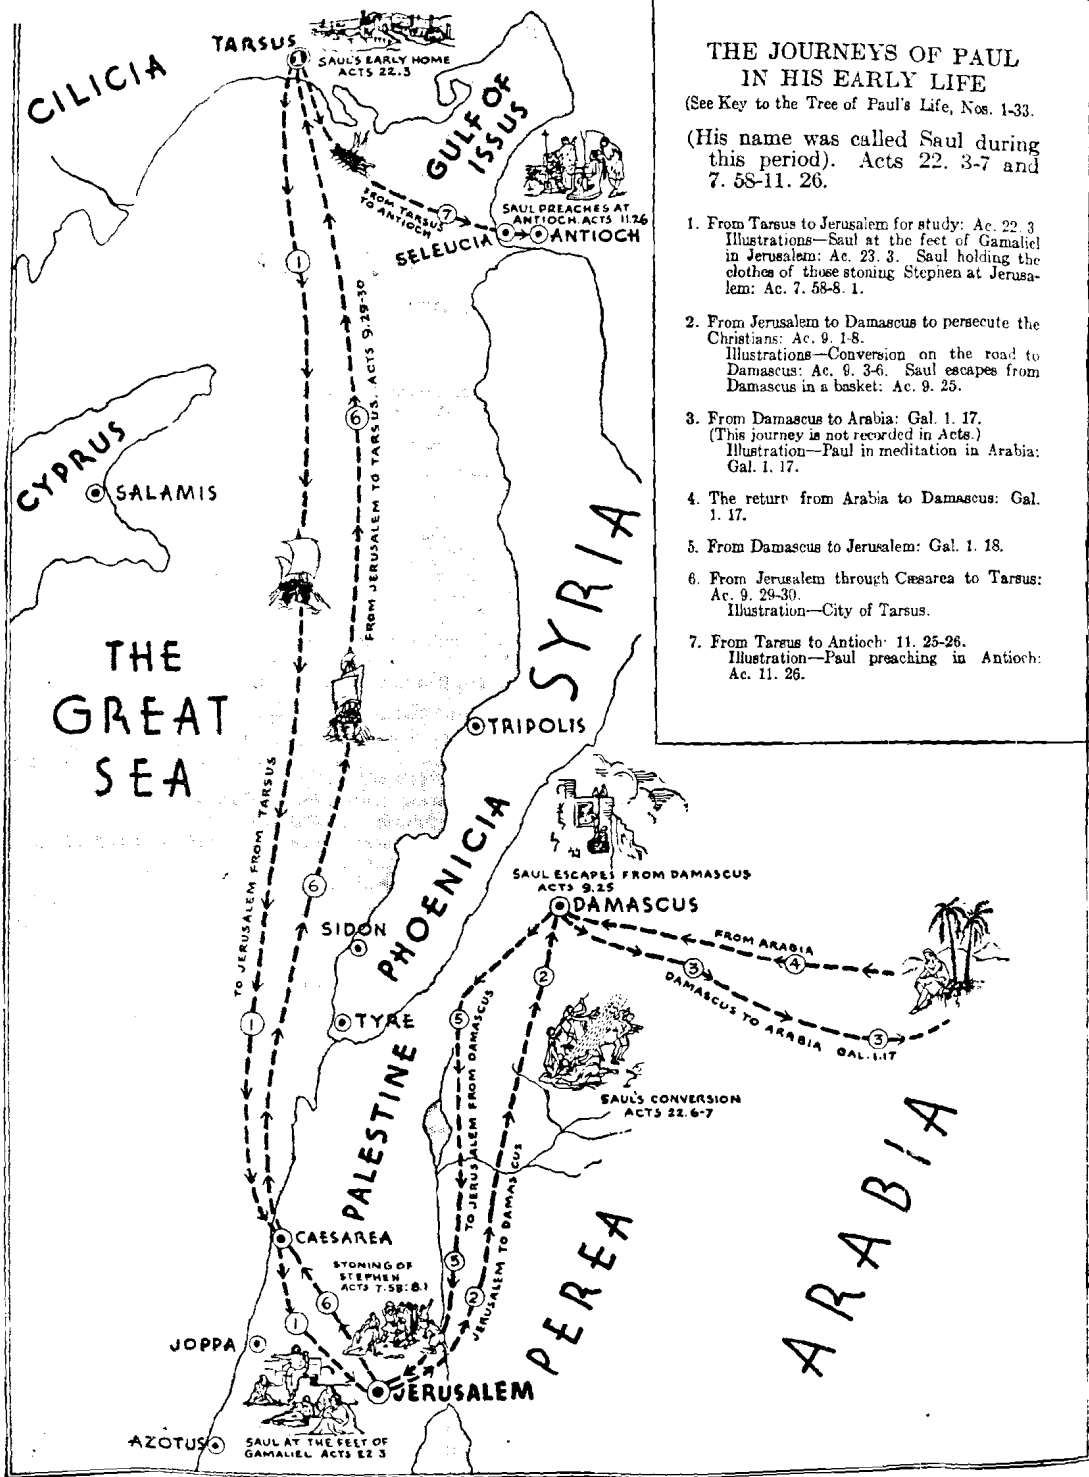 THE JOURNEYS OF PAUL
IN HIS EARLY LIFE
(See Key to the Tree of Paul's Life, Nos. 1-33.
(His name was called Saul during
this period). Acts 22. 3-7 and
7. 58-11. 26.
1. From Tarsus to Jerusalem for study: Ac. 22. 3
Illustrations—Saul at the feet of Gamaliel
in Jerusalem: Ac. 23. 3. Saul holding the
clothes of those stoning Stephen at Jerusa-
lem: Ac. 7. 58-8. 1.
2. From Jerusalem to Damascus to persecute the
Christians: Ac. 9. 1-8.
Illustrations—Conversion on the road to
Damascus: Ac. 9. 3-6. Saul escapes from
Damascus in a basket: Ac. 9. 25.
3. From Damascus to Arabia: Gal. 1. 17.
(This journey is not recorded in Acts.)
Illustration—Paul in meditation in Arabia:
Gal. 1. 17.
4. The return from Arabia to Damascus: Gal.
1. 17.
5. From Damascus to Jerusalem: Gal. 1. 18.
6. From Jerusalem through Cæsarea to Tarsus:
Ac. 9. 29-30.
Illustration—City of Tarsus.
7. From Tarsus to Antioch: 11. 25-26.
Illustration—Paul preaching in Antioch:
Ac. 11. 26.
TARSUS
SAUL'S EARLY HOME
ACTS 22.3
CILICIA
GULF OF
ISSUS
SAUL PREACHES AT
ANTIOCH. ACTS 11.26
FROM TARSUS
TO ANTIOCH
7
SELEUCIA
ANTIOCH
1
6
FROM JERUSALEM TO TARSUS. ACTS 9.29-30
CYPRUS
SALAMIS
SYRIA
THE
GREAT
SEA
TRIPOLIS
TO JERUSALEM FROM TARSUS
PHOENICIA
SAUL ESCAPES FROM DAMASCUS
ACTS 9.25
DAMASCUS
6
SIDON
FROM ARABIA
4
3
DAMASCUS TO ARABIA GAL. 1.17
3
2
5
1
TYRE
TO JERUSALEM FROM DAMASCUS
SAUL'S CONVERSION
ACTS 22.6-7
PALESTINE
JERUSALEM TO DAMASCUS
ARABIA
PEREA
CAESAREA
STONING OF
STEPHEN
ACTS 7.58:8.1
5
2
6
1
JOPPA
JERUSALEM
AZOTUS
SAUL AT THE FEET OF
GAMALIEL ACTS 22 3